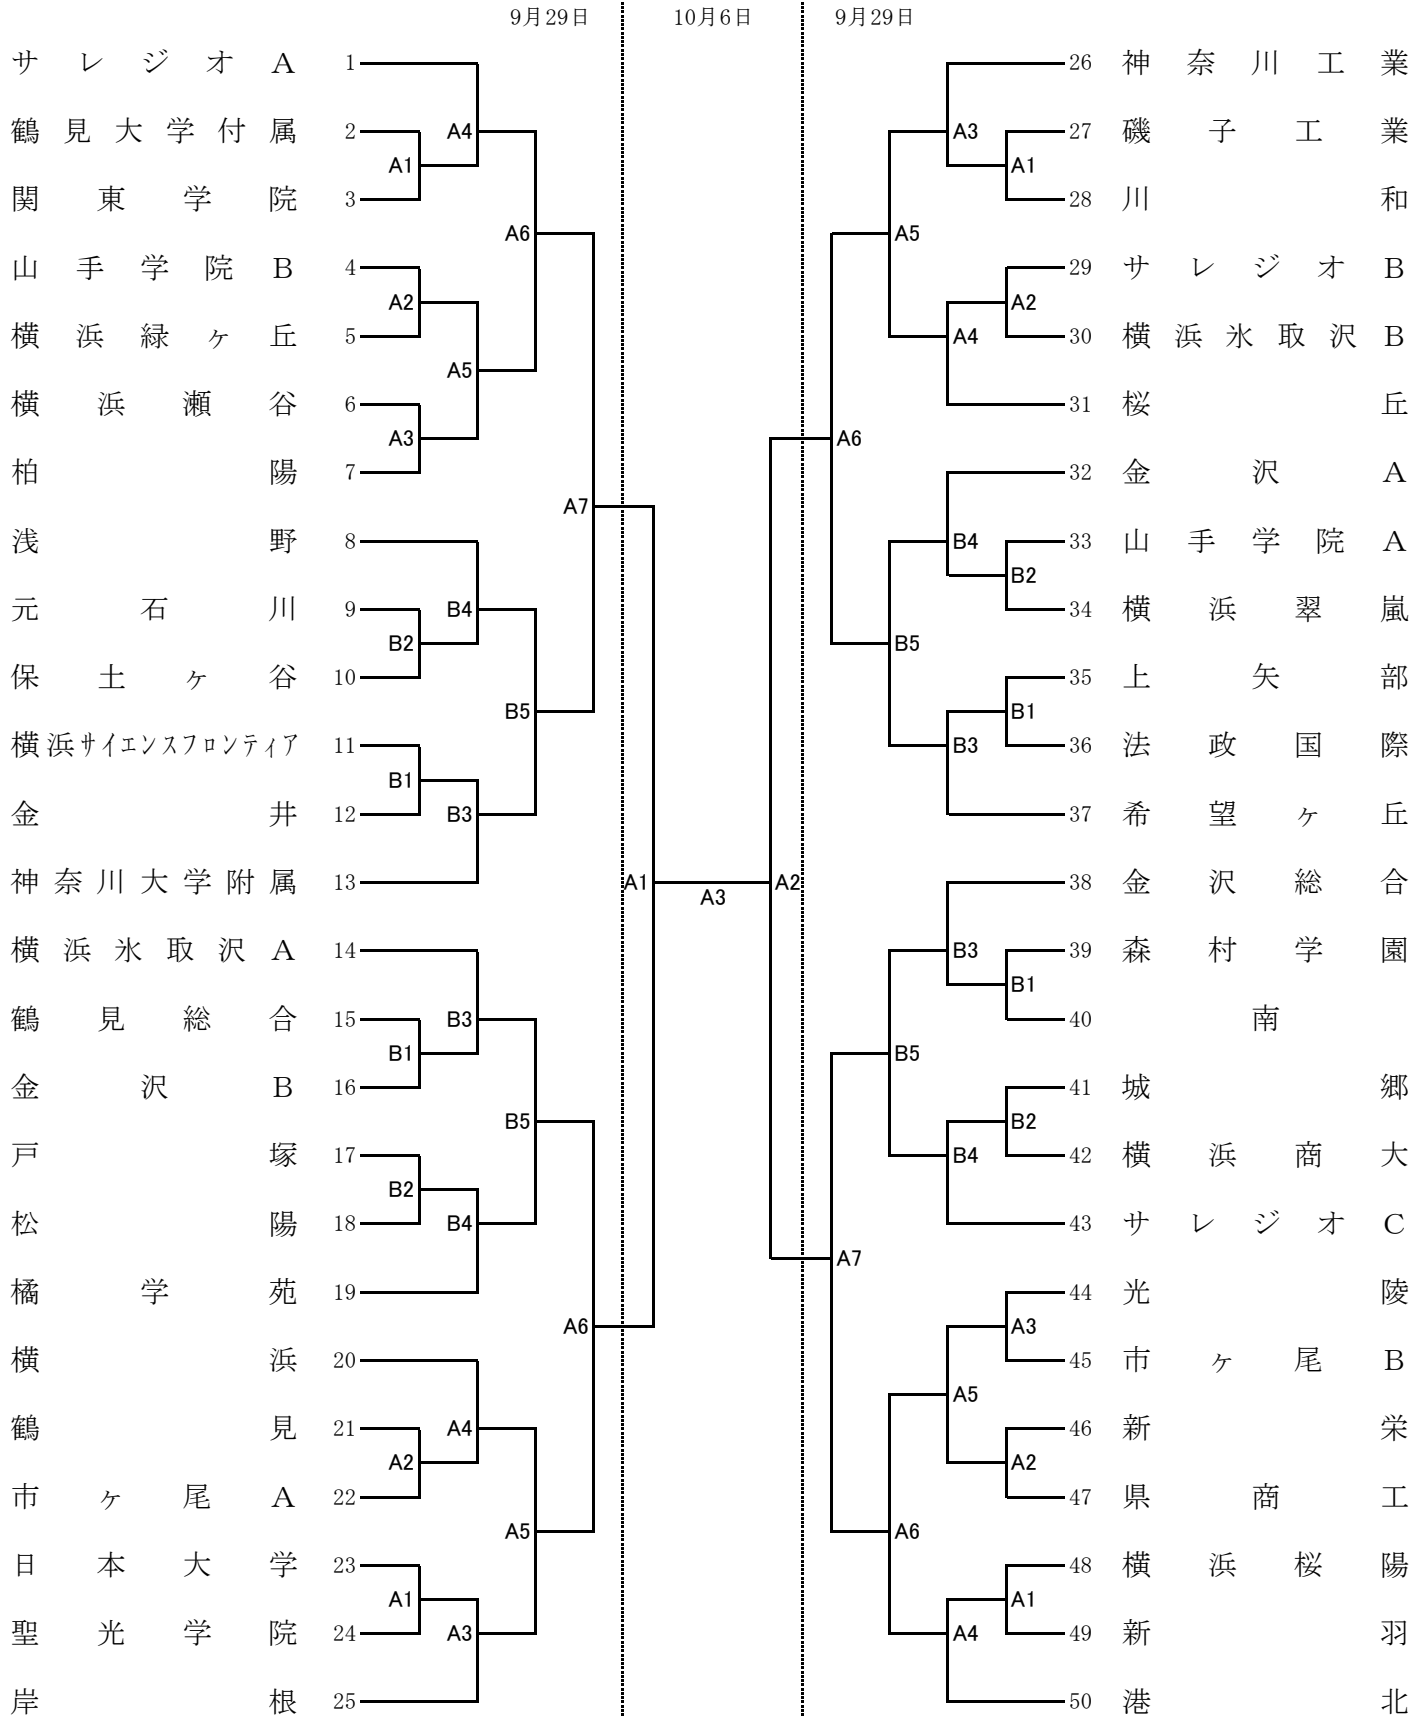 9月29日 10月6日 9月29日
サレジオA 1
鶴見大学付属 2
A4
A1
関東学院 3
A6
山手学院B 4
A2
横浜緑ヶ丘 5
A5
横浜瀬谷 6
A3
柏陽 7
A7
浅野 8
元石川 9
B4
B2
保土ヶ谷 10
B5
横浜サイエンスフロンティア 11
B1
金井 12
B3
神奈川大学附属 13
A1
横浜氷取沢A 14
鶴見総合 15
B3
B1
金沢B 16
B5
戸塚 17
B2
松陽 18
B4
橘学苑 19
A6
横浜 20
鶴見 21
A4
A2
市ヶ尾A 22
A5
日本大学 23
A1
聖光学院 24
A3
岸根 25
A3
26 神奈川工業
A3
27 磯子工業
A1
28 川和
A5
29 サレジオB
A2
30 横浜氷取沢B
A4
31 桜丘
A6
32 金沢A
B4
33 山手学院A
B2
34 横浜翠嵐
B5
35 上矢部
B1
36 法政国際
B3
37 希望ヶ丘
A2
38 金沢総合
B3
39 森村学園
B1
40 南
B5
41 城郷
B2
42 横浜商大
B4
43 サレジオC
A7
44 光陵
A3
45 市ヶ尾B
A5
46 新栄
A2
47 県商工
A6
48 横浜桜陽
A1
49 新羽
A4
50 港北